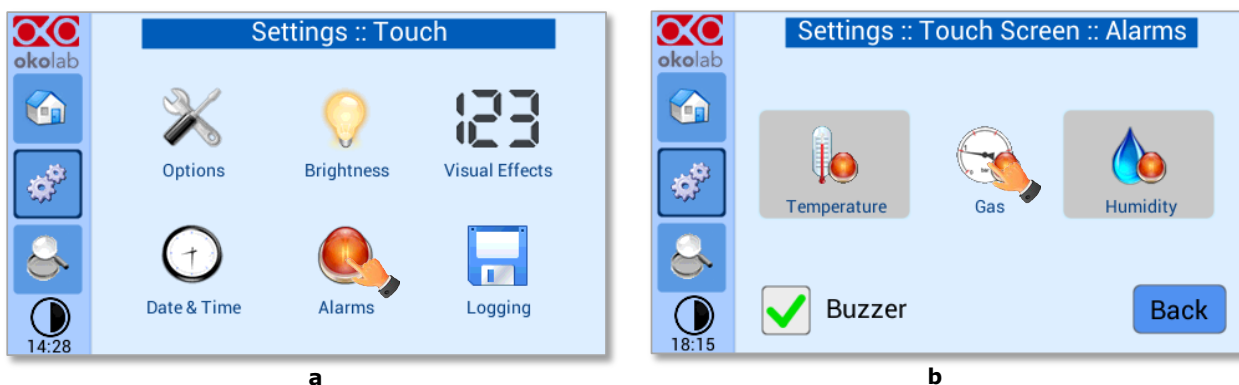 okolab
Settings :: Touch
Options
Brightness
123
Visual Effects
Date & Time
Alarms
Logging
14:28
a
okolab
Settings :: Touch Screen :: Alarms
Temperature
Gas
Humidity
Buzzer
Back
18:15
b